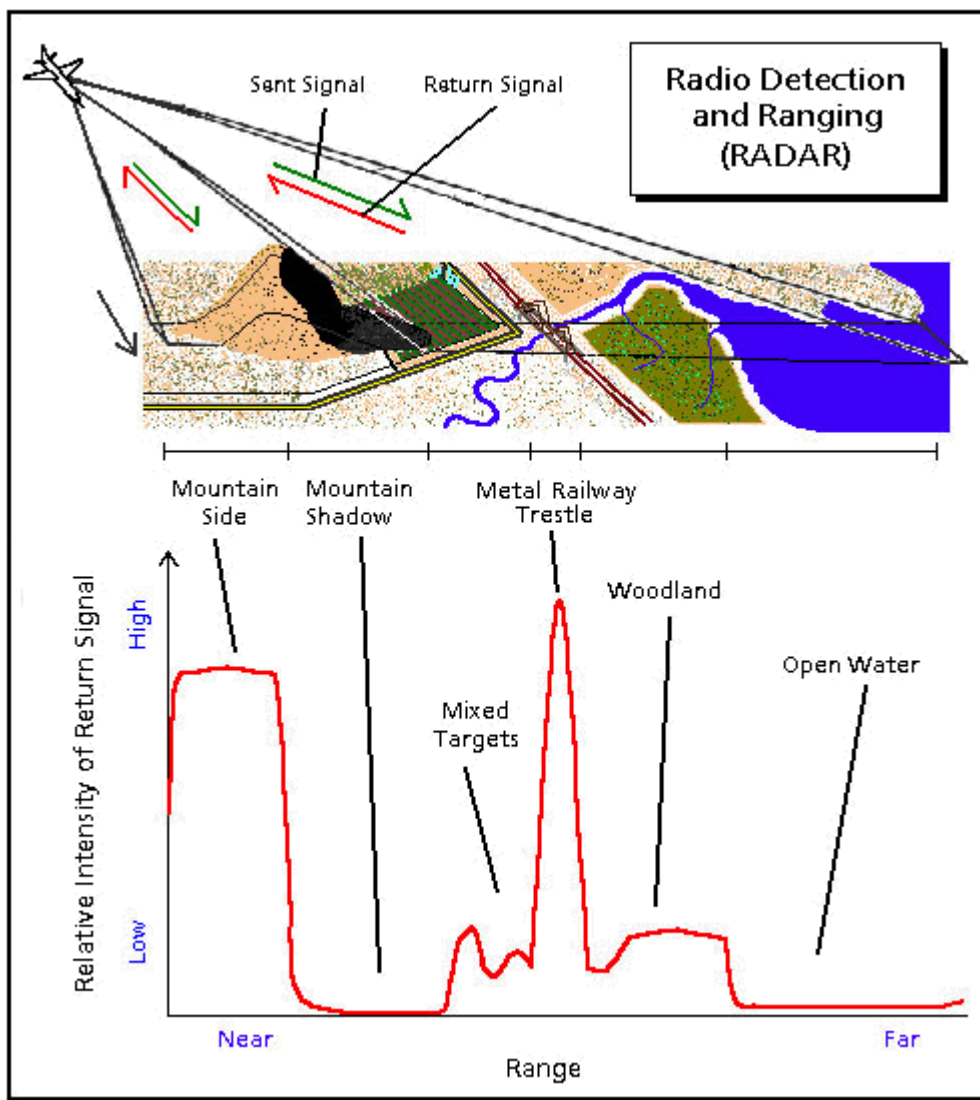 Radio Detection
and Ranging
(RADAR)
Sent Signal
Return Signal
Mountain
Side
Mountain
Shadow
Metal Railway
Trestle
Woodland
Open Water
Mixed
Targets
Relative Intensity of Return Signal
High
Low
Near
Far
Range